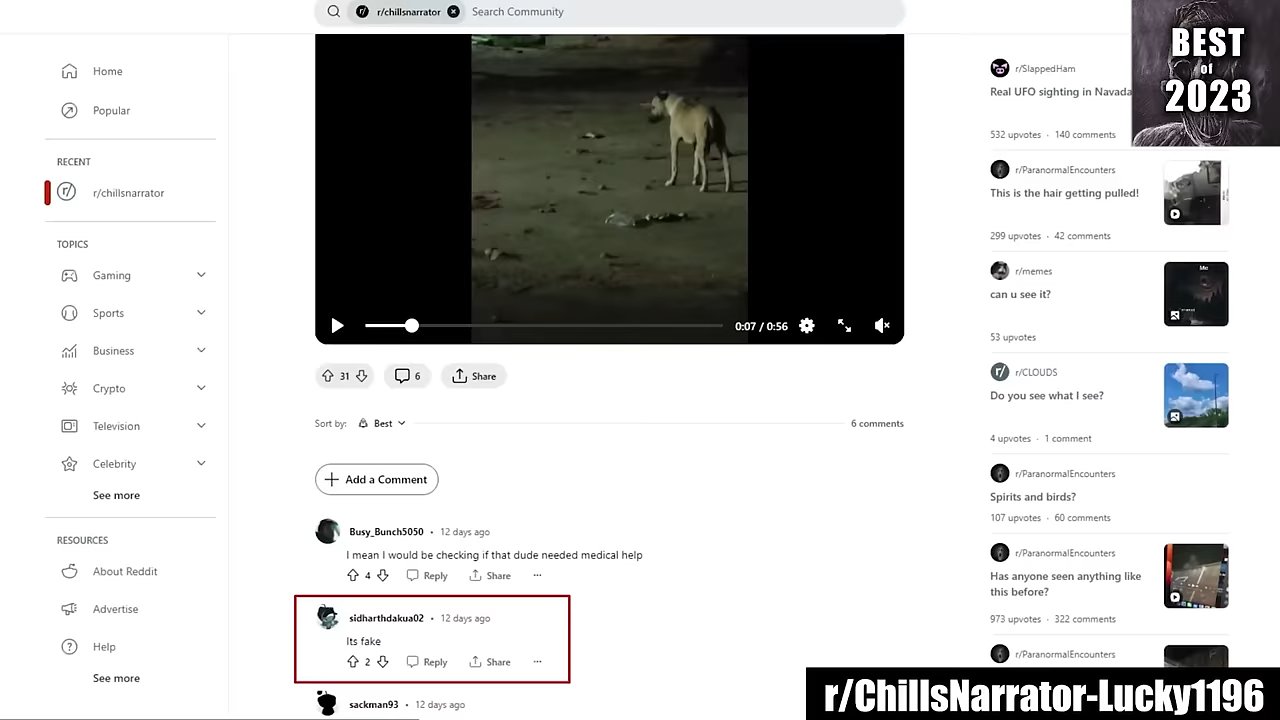 r/chillsnarrator
Search Community
Home
Popular
RECENT
r/chillsnarrator
TOPICS
Gaming
Sports
Business
Crypto
Television
Celebrity
See more
RESOURCES
About Reddit
Advertise
Help
See more
0:07 / 0:56
31
6
Share
Sort by:
Best
6 comments
Add a Comment
Busy_Bunch5050 • 12 days ago
I mean I would be checking if that dude needed medical help
4
Reply
Share
sidharthdakua02 • 12 days ago
Its fake
2
Reply
Share
sackman93 • 12 days ago
r/SlappedHam
Real UFO sighting in Navada
532 upvotes · 140 comments
r/ParanormalEncounters
This is the hair getting pulled!
299 upvotes · 42 comments
r/memes
can u see it?
Me
53 upvotes
r/CLOUDS
Do you see what I see?
4 upvotes · 1 comment
r/ParanormalEncounters
Spirits and birds?
107 upvotes · 60 comments
r/ParanormalEncounters
Has anyone seen anything like
this before?
973 upvotes · 322 comments
r/ParanormalEncounters
BEST
of
2023
r/ChillsNarrator-Lucky1196